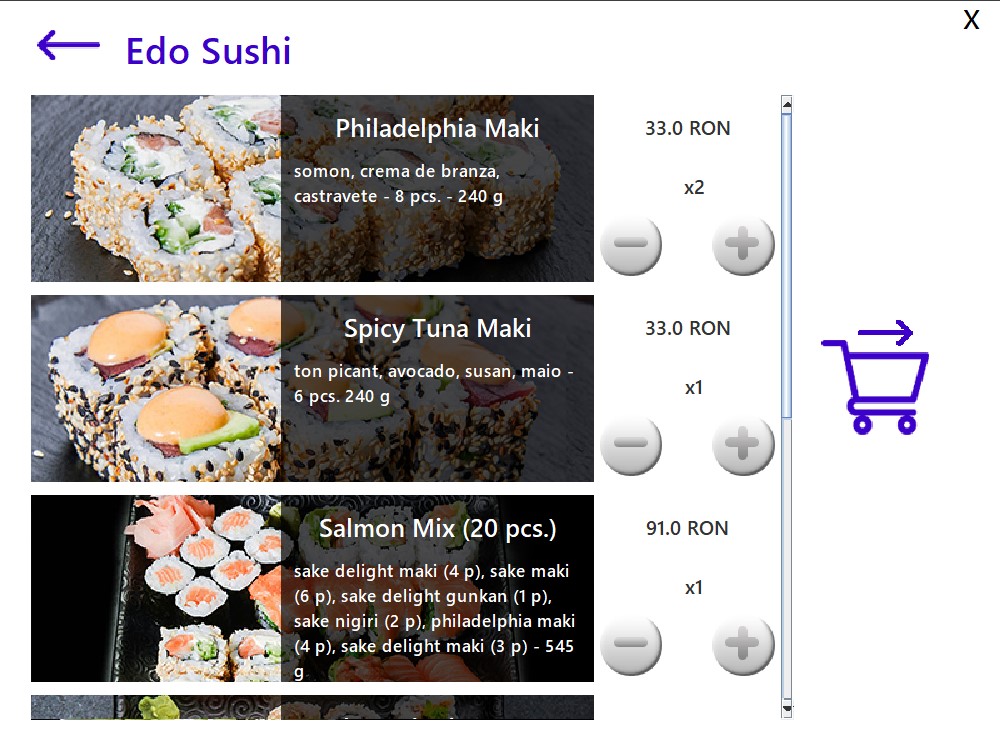 X
Edo Sushi
Philadelphia Maki
somon, crema de branza,
castravete - 8 pcs. - 240 g
33.0 RON
x2
Spicy Tuna Maki
ton picant, avocado, susan, maio -
6 pcs. 240 g
33.0 RON
x1
Salmon Mix (20 pcs.)
sake delight maki (4 p), sake maki
(6 p), sake delight gunkan (1 p),
sake nigiri (2 p), philadelphia maki
(4 p), sake delight maki (3 p) - 545
g
91.0 RON
x1